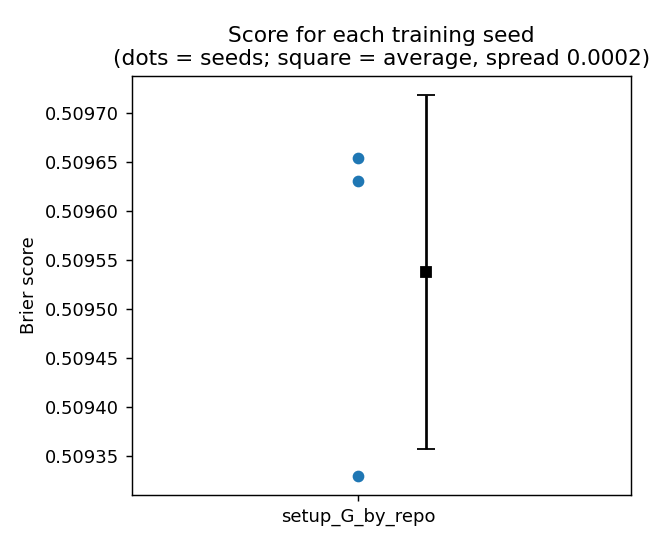 Score for each training seed
(dots = seeds; square = average, spread 0.0002)
0.50970
0.50965
0.50960
0.50955
0.50950
0.50945
0.50940
0.50935
Brier score
setup_G_by_repo